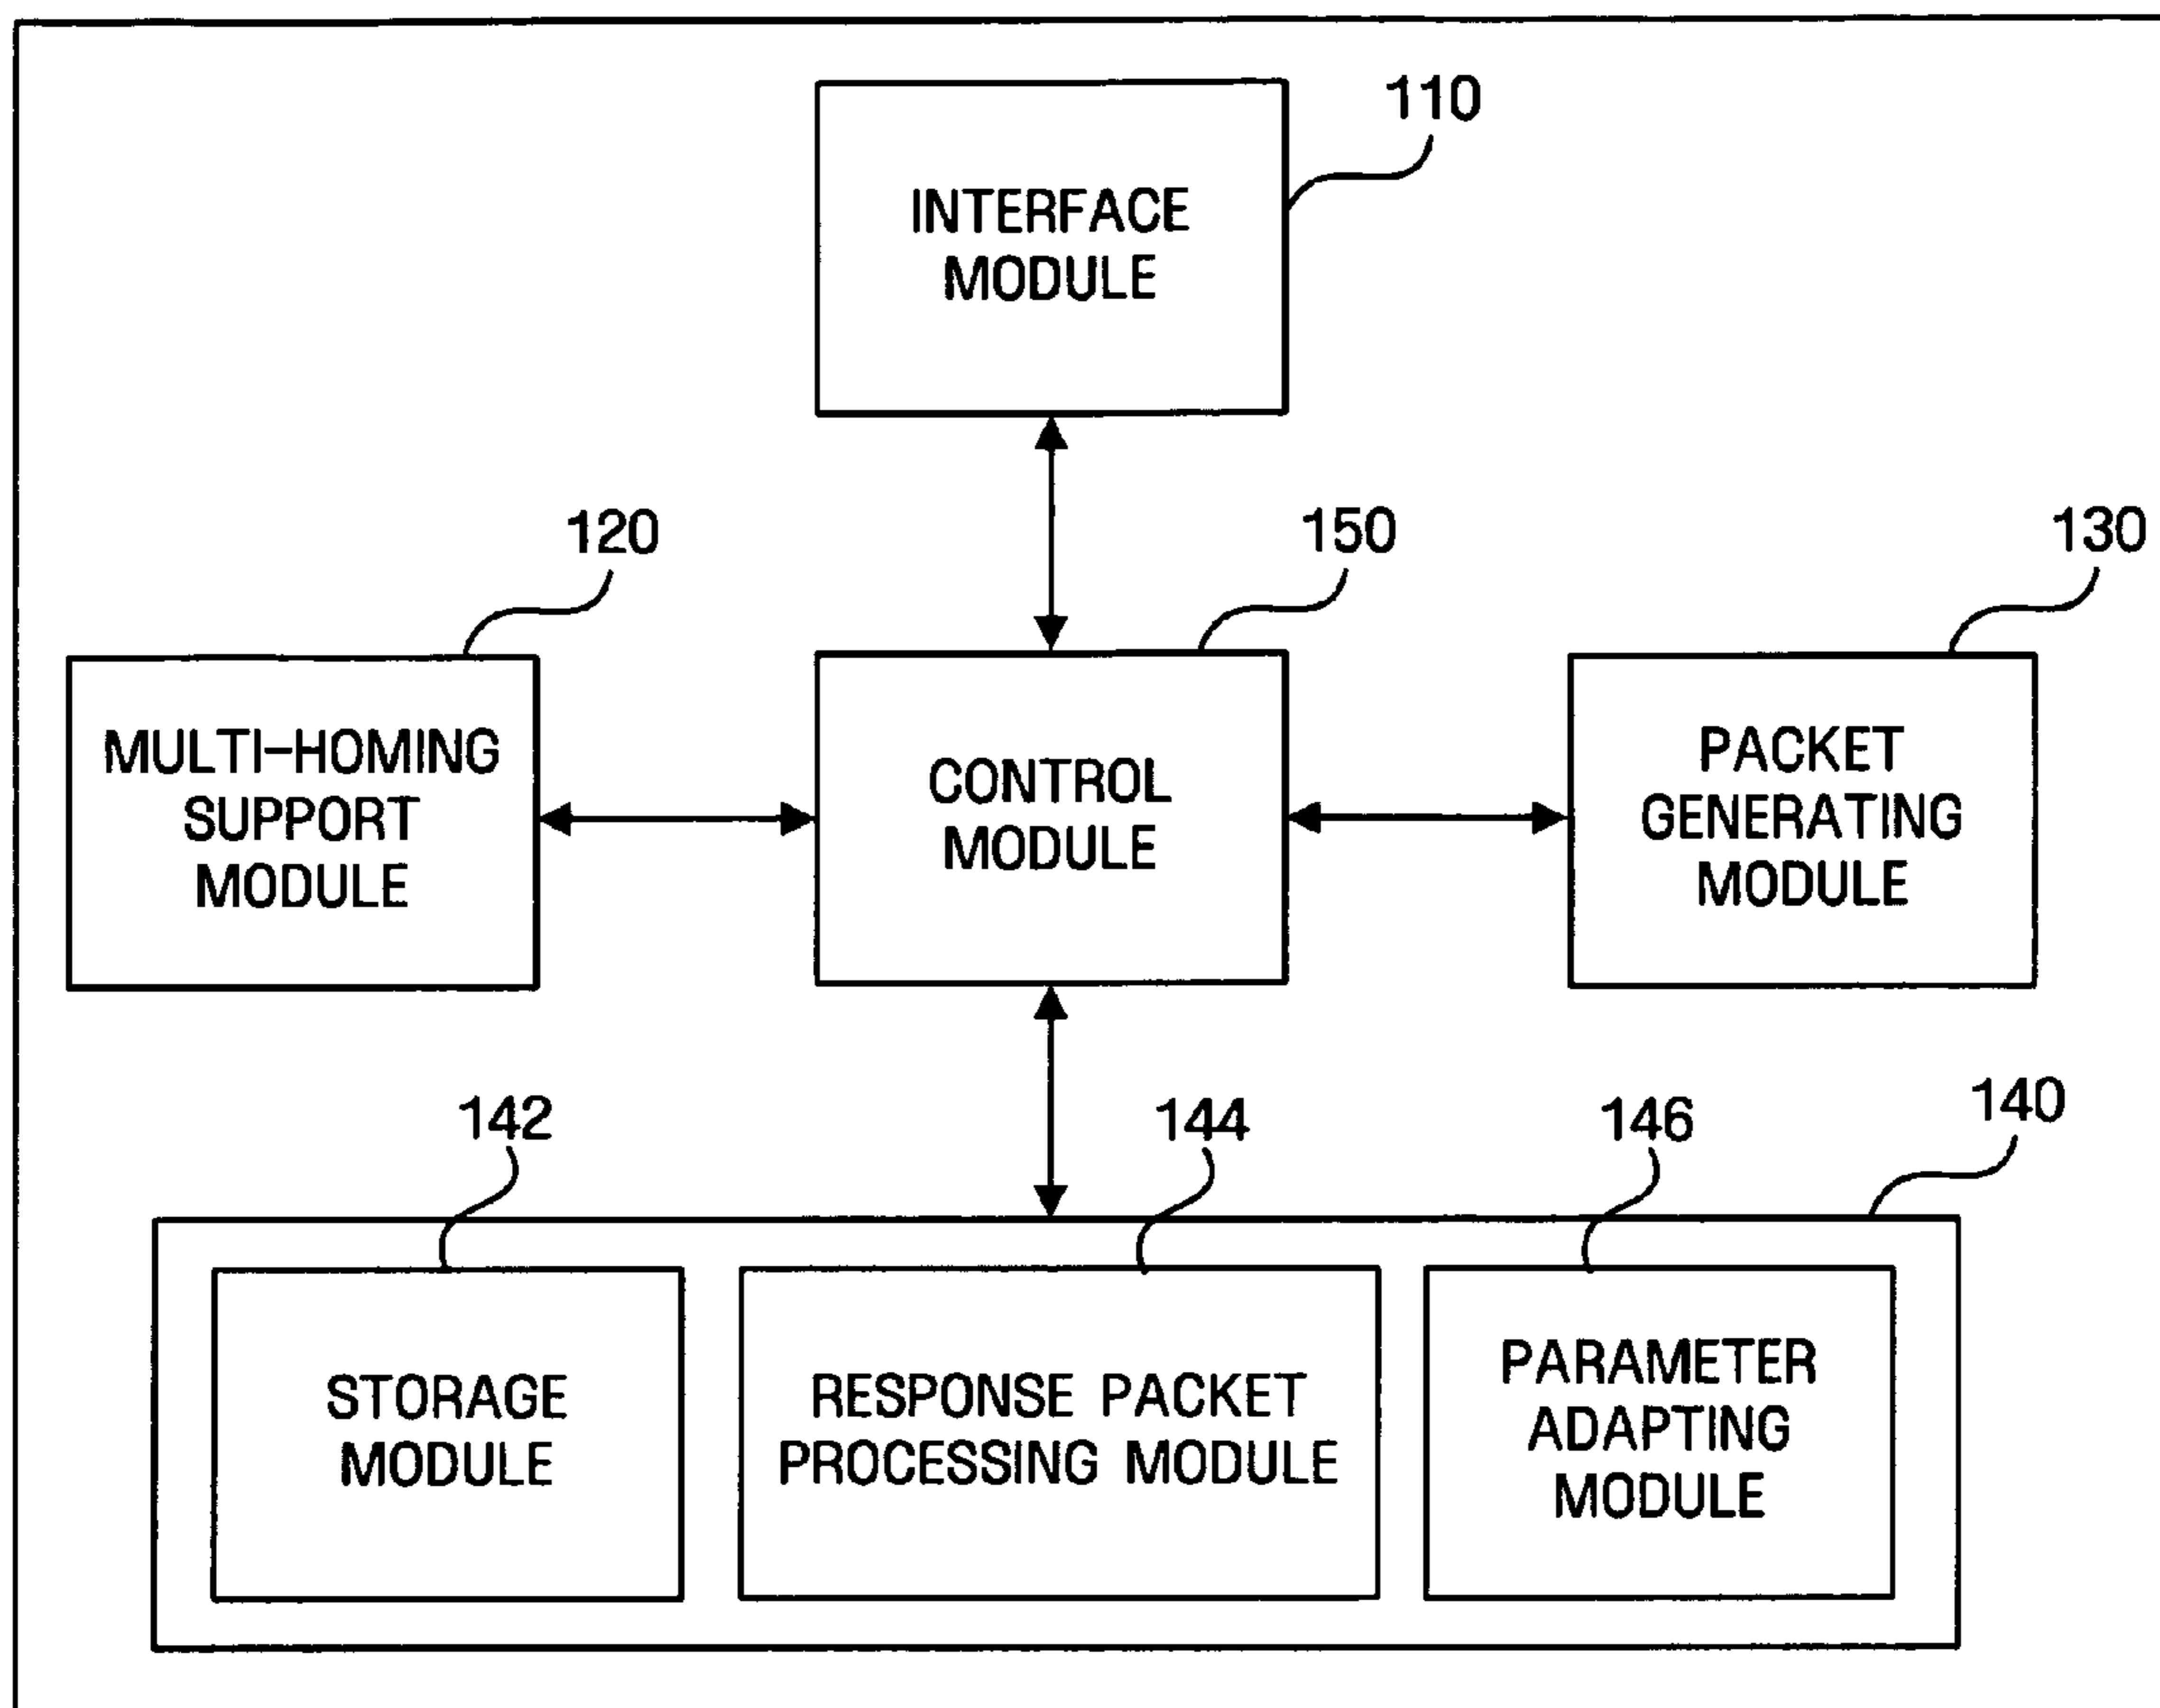 110
INTERFACE
MODULE
120
150
130
MULTI-HOMING
SUPPORT
MODULE
CONTROL
MODULE
PACKET
GENERATING
MODULE
142
144
146
140
STORAGE
MODULE
RESPONSE PACKET
PROCESSING MODULE
PARAMETER
ADAPTING
MODULE